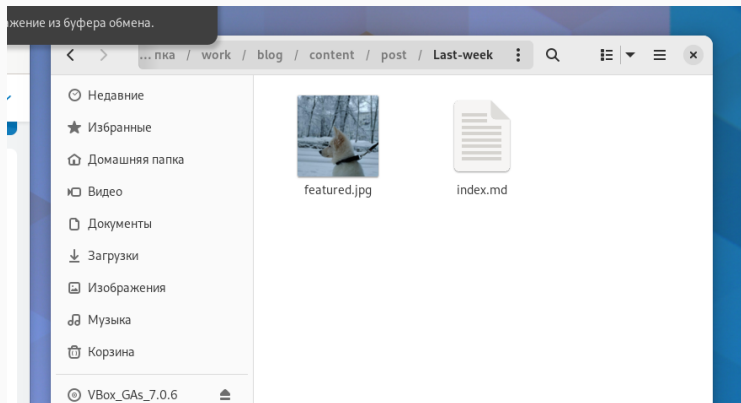 ажение из буфера обмена.
... пка / work / blog / content / post / Last-week
Недавние
Избранные
Домашняя папка
Видео
Документы
Загрузки
Изображения
Музыка
Корзина
VBox_GAs_7.0.6
featured.jpg
index.md